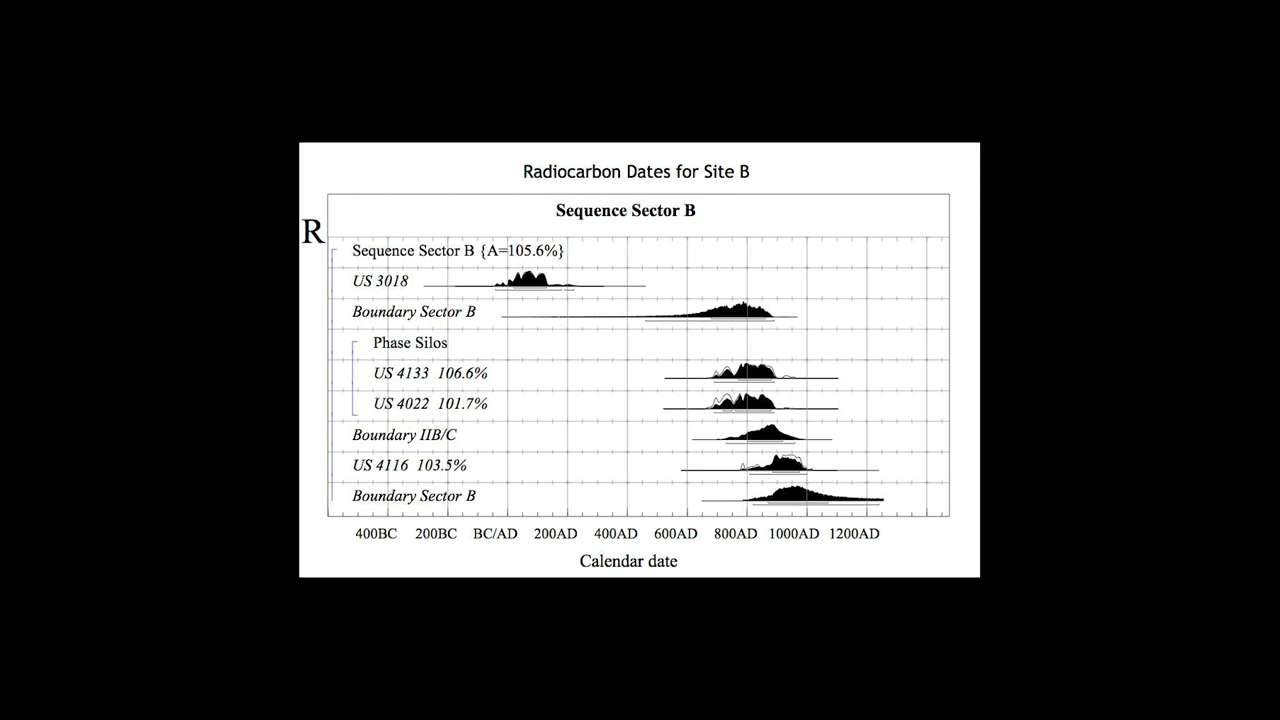 Radiocarbon Dates for Site B
Sequence Sector B
R
Sequence Sector B {A=105.6%}
US 3018
Boundary Sector B
Phase Silos
US 4133 106.6%
US 4022 101.7%
Boundary IIB/C
US 4116 103.5%
Boundary Sector B
400BC 200BC BC/AD 200AD 400AD 600AD 800AD 1000AD 1200AD
Calendar date